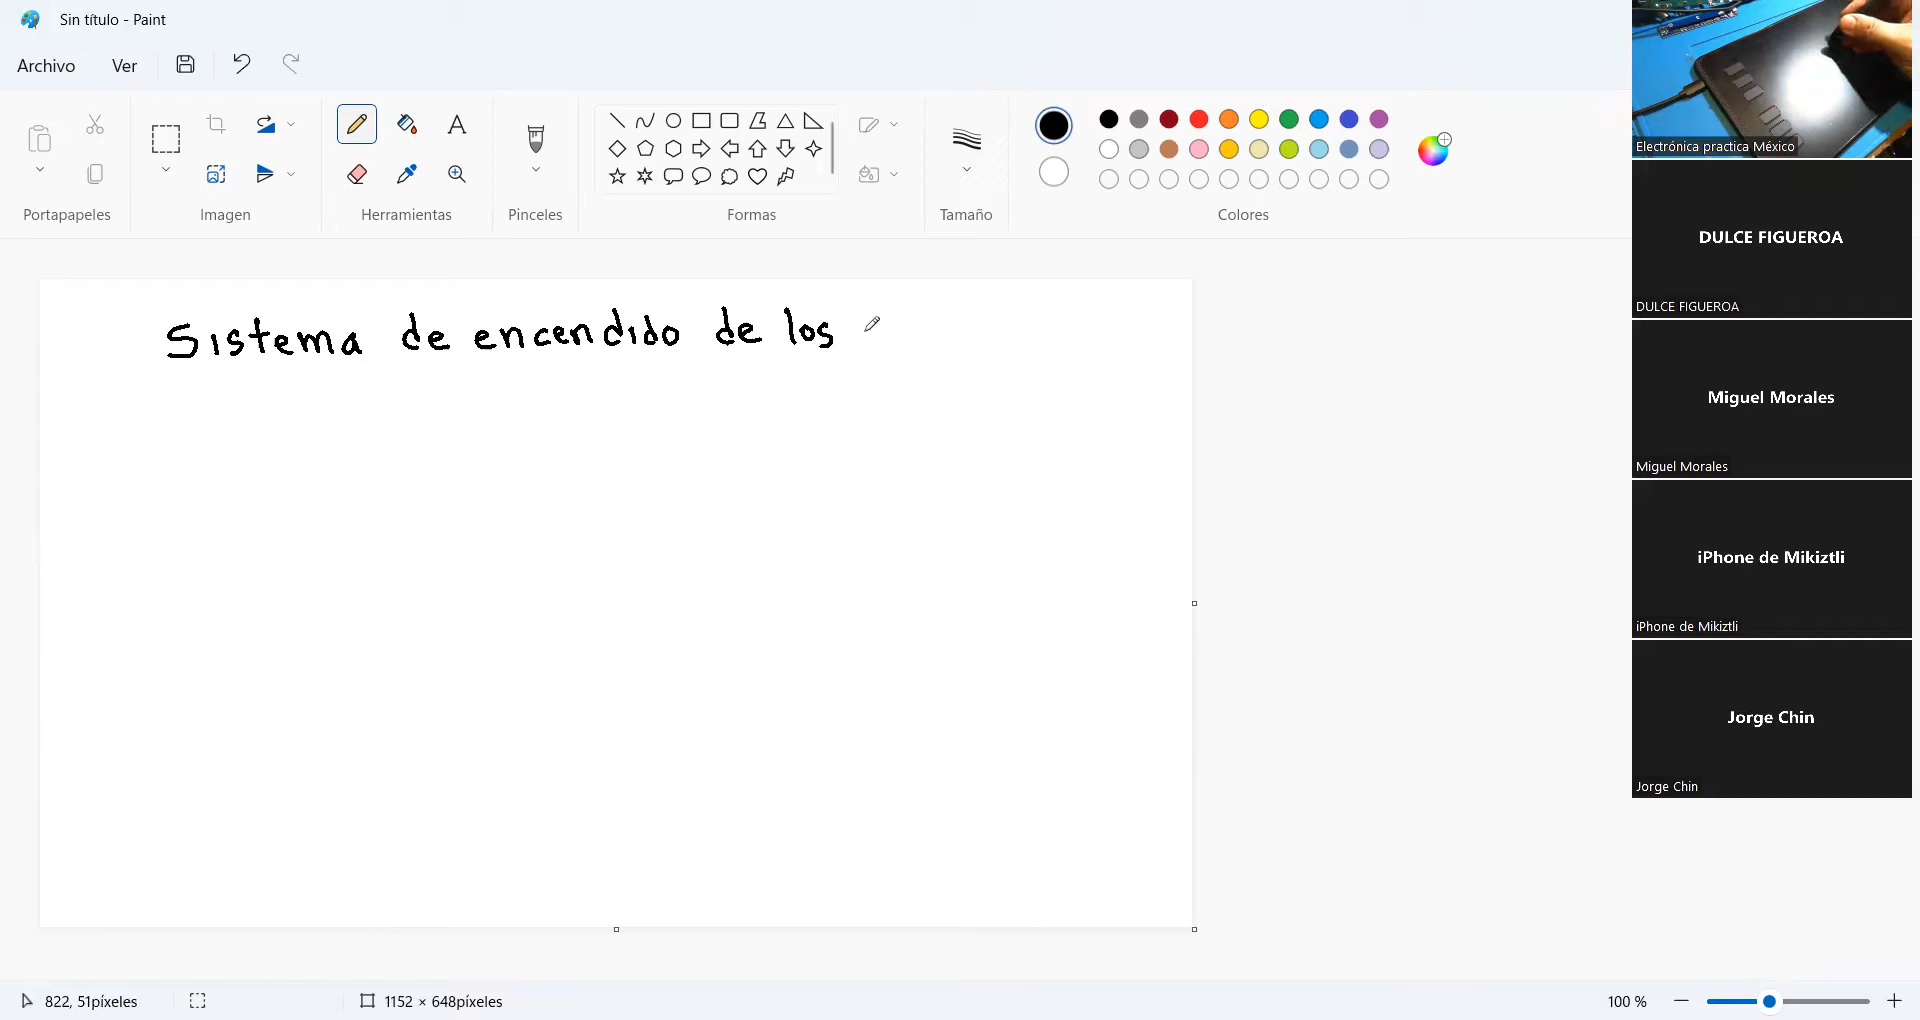 Sin título - Paint
Archivo
Ver
Portapapeles
Imagen
Herramientas
Pinceles
Formas
Tamaño
Colores
Sistema de encendido de los
Electrónica practica México
DULCE FIGUEROA
DULCE FIGUEROA
Miguel Morales
Miguel Morales
iPhone de Mikiztli
iPhone de Mikiztli
Jorge Chin
Jorge Chin
822, 51píxeles
1152 × 648píxeles
100 %